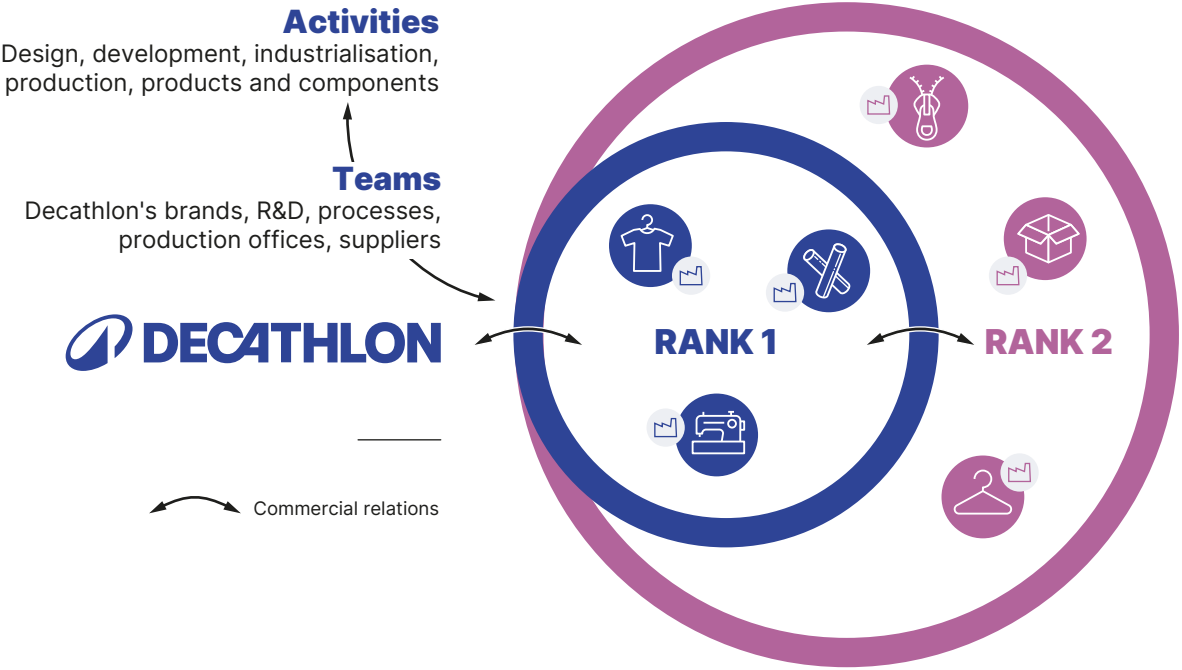 Activities
Design, development, industrialisation,
production, products and components
Teams
Decathlon's brands, R&D, processes,
production offices, suppliers
DECATHLON
RANK 1
RANK 2
Commercial relations